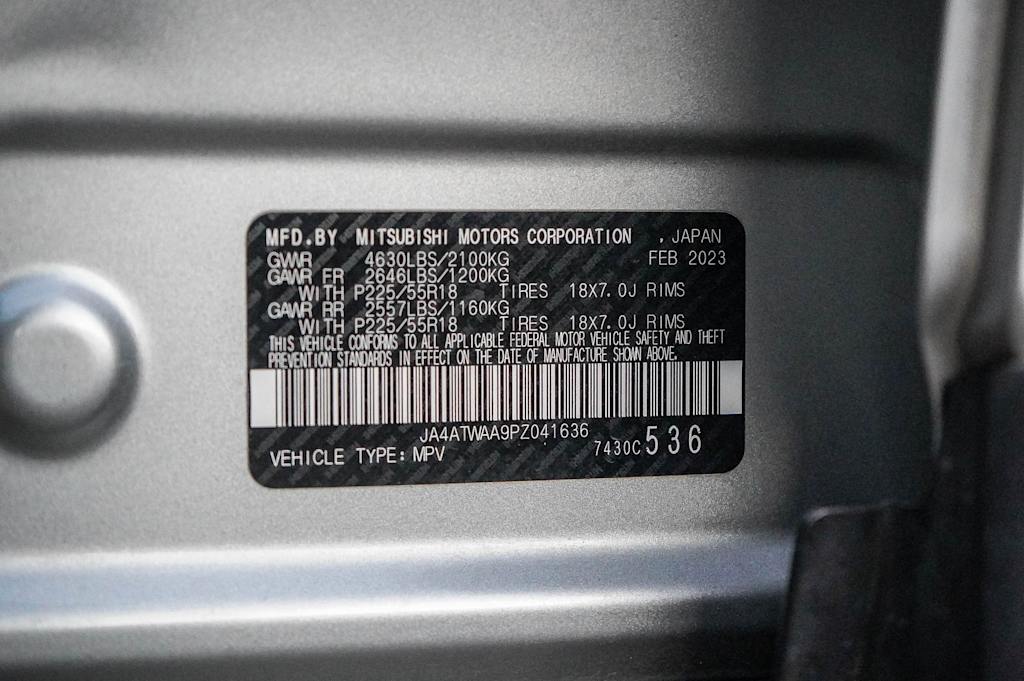 MFD.BY MITSUBISHI MOTORS CORPORATION , JAPAN
GWWR 4630LBS/2100KG FEB 2023
GAWR FR 2646LBS/1200KG
WITH P225/55R18 TIRES 18X7.0J RIMS
GAWR RR 2557LBS/1160KG
WITH P225/55R18 TIRES 18X7.0J RIMS
THIS VEHICLE CONFORMS TO ALL APPLICABLE FEDERAL MOTOR VEHICLE SAFETY AND THEFT
PREVENTION STANDARDS IN EFFECT ON THE DATE OF MANUFACTURE SHOWN ABOVE.
JA4ATWAA9PZ041636
VEHICLE TYPE: MPV 7430C 536